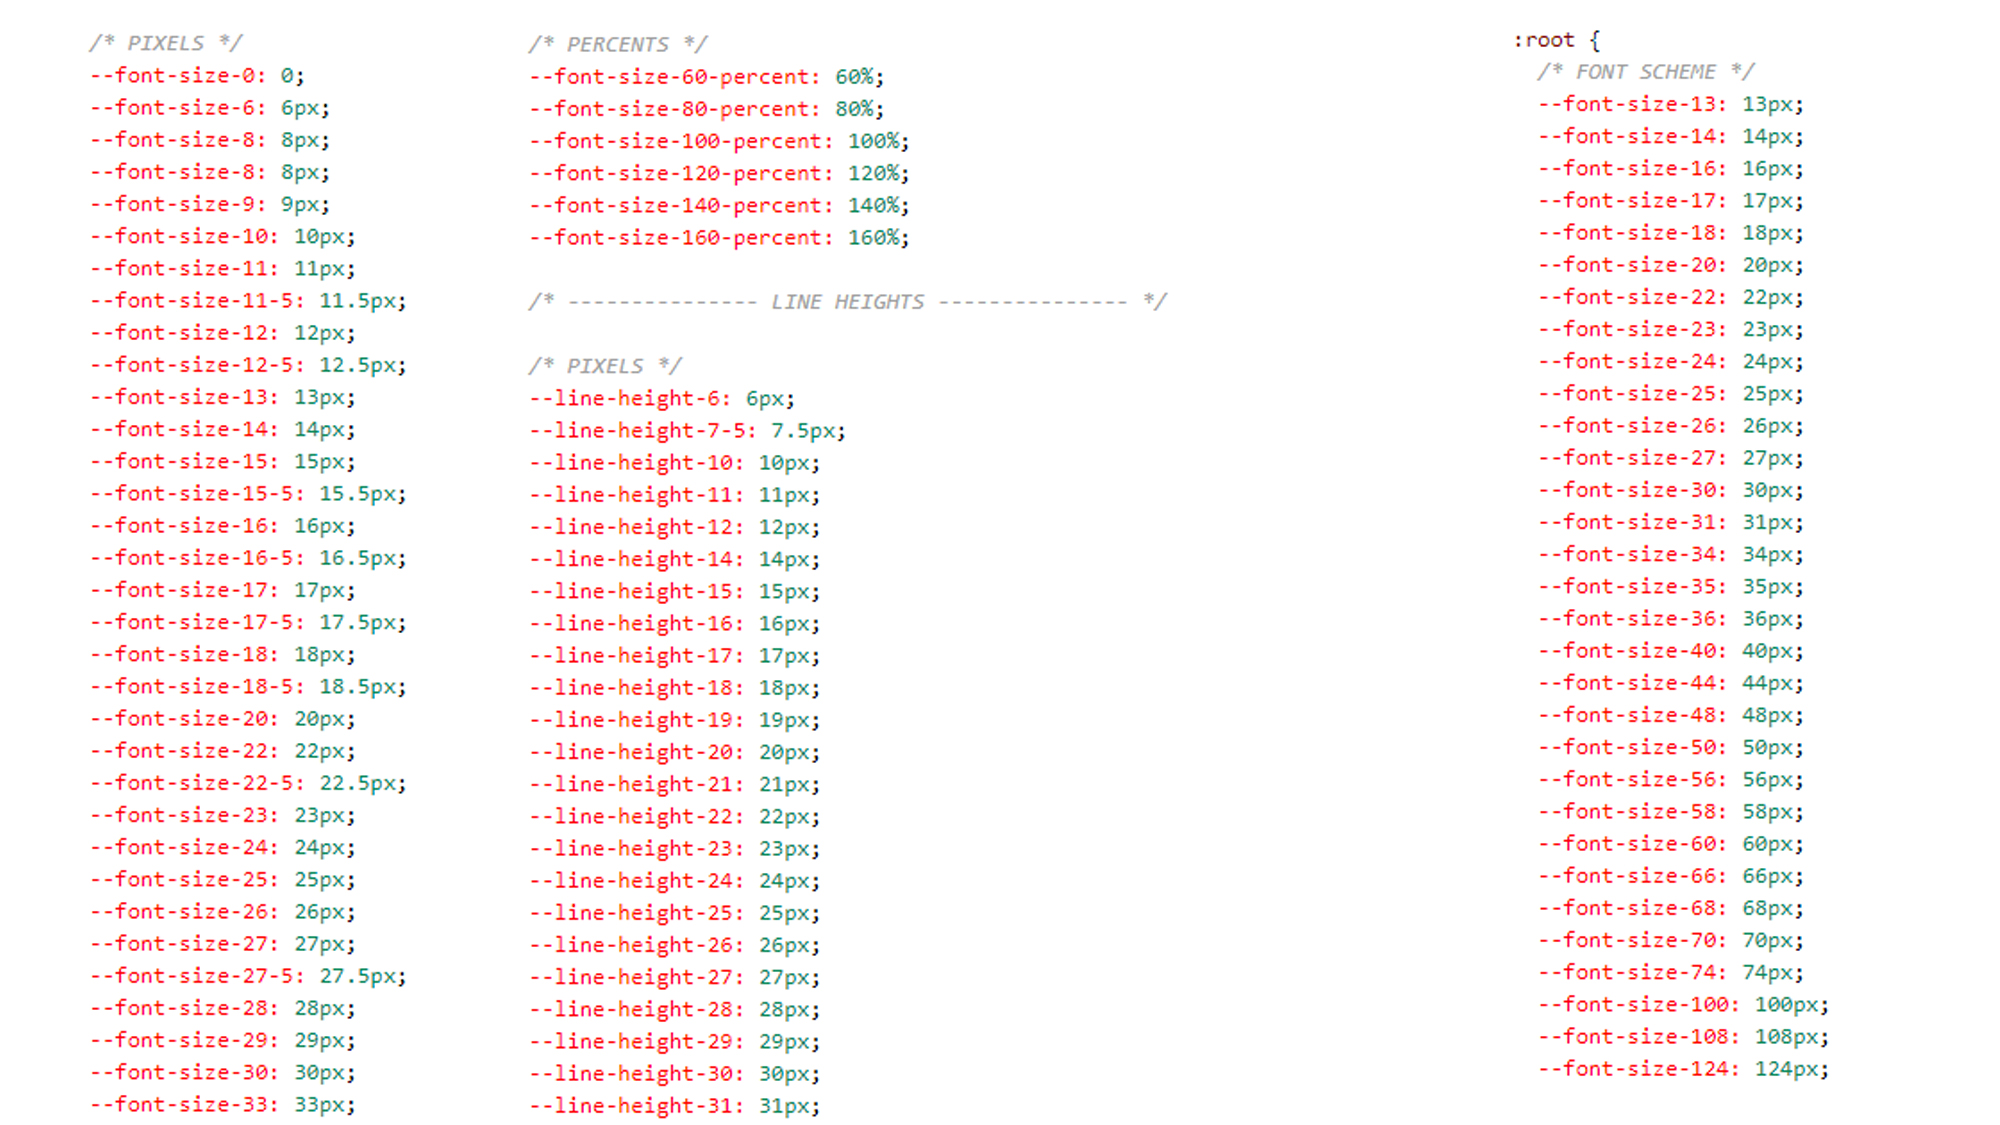 /* PIXELS */
--font-size-0: 0;
--font-size-6: 6px;
--font-size-8: 8px;
--font-size-8: 8px;
--font-size-9: 9px;
--font-size-10: 10px;
--font-size-11: 11px;
--font-size-11-5: 11.5px;
--font-size-12: 12px;
--font-size-12-5: 12.5px;
--font-size-13: 13px;
--font-size-14: 14px;
--font-size-15: 15px;
--font-size-15-5: 15.5px;
--font-size-16: 16px;
--font-size-16-5: 16.5px;
--font-size-17: 17px;
--font-size-17-5: 17.5px;
--font-size-18: 18px;
--font-size-18-5: 18.5px;
--font-size-20: 20px;
--font-size-22: 22px;
--font-size-22-5: 22.5px;
--font-size-23: 23px;
--font-size-24: 24px;
--font-size-25: 25px;
--font-size-26: 26px;
--font-size-27: 27px;
--font-size-27-5: 27.5px;
--font-size-28: 28px;
--font-size-29: 29px;
--font-size-30: 30px;
--font-size-33: 33px;
/* PERCENTS */
--font-size-60-percent: 60%;
--font-size-80-percent: 80%;
--font-size-100-percent: 100%;
--font-size-120-percent: 120%;
--font-size-140-percent: 140%;
--font-size-160-percent: 160%;
/* --------------- LINE HEIGHTS --------------- */
/* PIXELS */
--line-height-6: 6px;
--line-height-7-5: 7.5px;
--line-height-10: 10px;
--line-height-11: 11px;
--line-height-12: 12px;
--line-height-14: 14px;
--line-height-15: 15px;
--line-height-16: 16px;
--line-height-17: 17px;
--line-height-18: 18px;
--line-height-19: 19px;
--line-height-20: 20px;
--line-height-21: 21px;
--line-height-22: 22px;
--line-height-23: 23px;
--line-height-24: 24px;
--line-height-25: 25px;
--line-height-26: 26px;
--line-height-27: 27px;
--line-height-28: 28px;
--line-height-29: 29px;
--line-height-30: 30px;
--line-height-31: 31px;
:root {
/* FONT SCHEME */
--font-size-13: 13px;
--font-size-14: 14px;
--font-size-16: 16px;
--font-size-17: 17px;
--font-size-18: 18px;
--font-size-20: 20px;
--font-size-22: 22px;
--font-size-23: 23px;
--font-size-24: 24px;
--font-size-25: 25px;
--font-size-26: 26px;
--font-size-27: 27px;
--font-size-30: 30px;
--font-size-31: 31px;
--font-size-34: 34px;
--font-size-35: 35px;
--font-size-36: 36px;
--font-size-40: 40px;
--font-size-44: 44px;
--font-size-48: 48px;
--font-size-50: 50px;
--font-size-56: 56px;
--font-size-58: 58px;
--font-size-60: 60px;
--font-size-66: 66px;
--font-size-68: 68px;
--font-size-70: 70px;
--font-size-74: 74px;
--font-size-100: 100px;
--font-size-108: 108px;
--font-size-124: 124px;